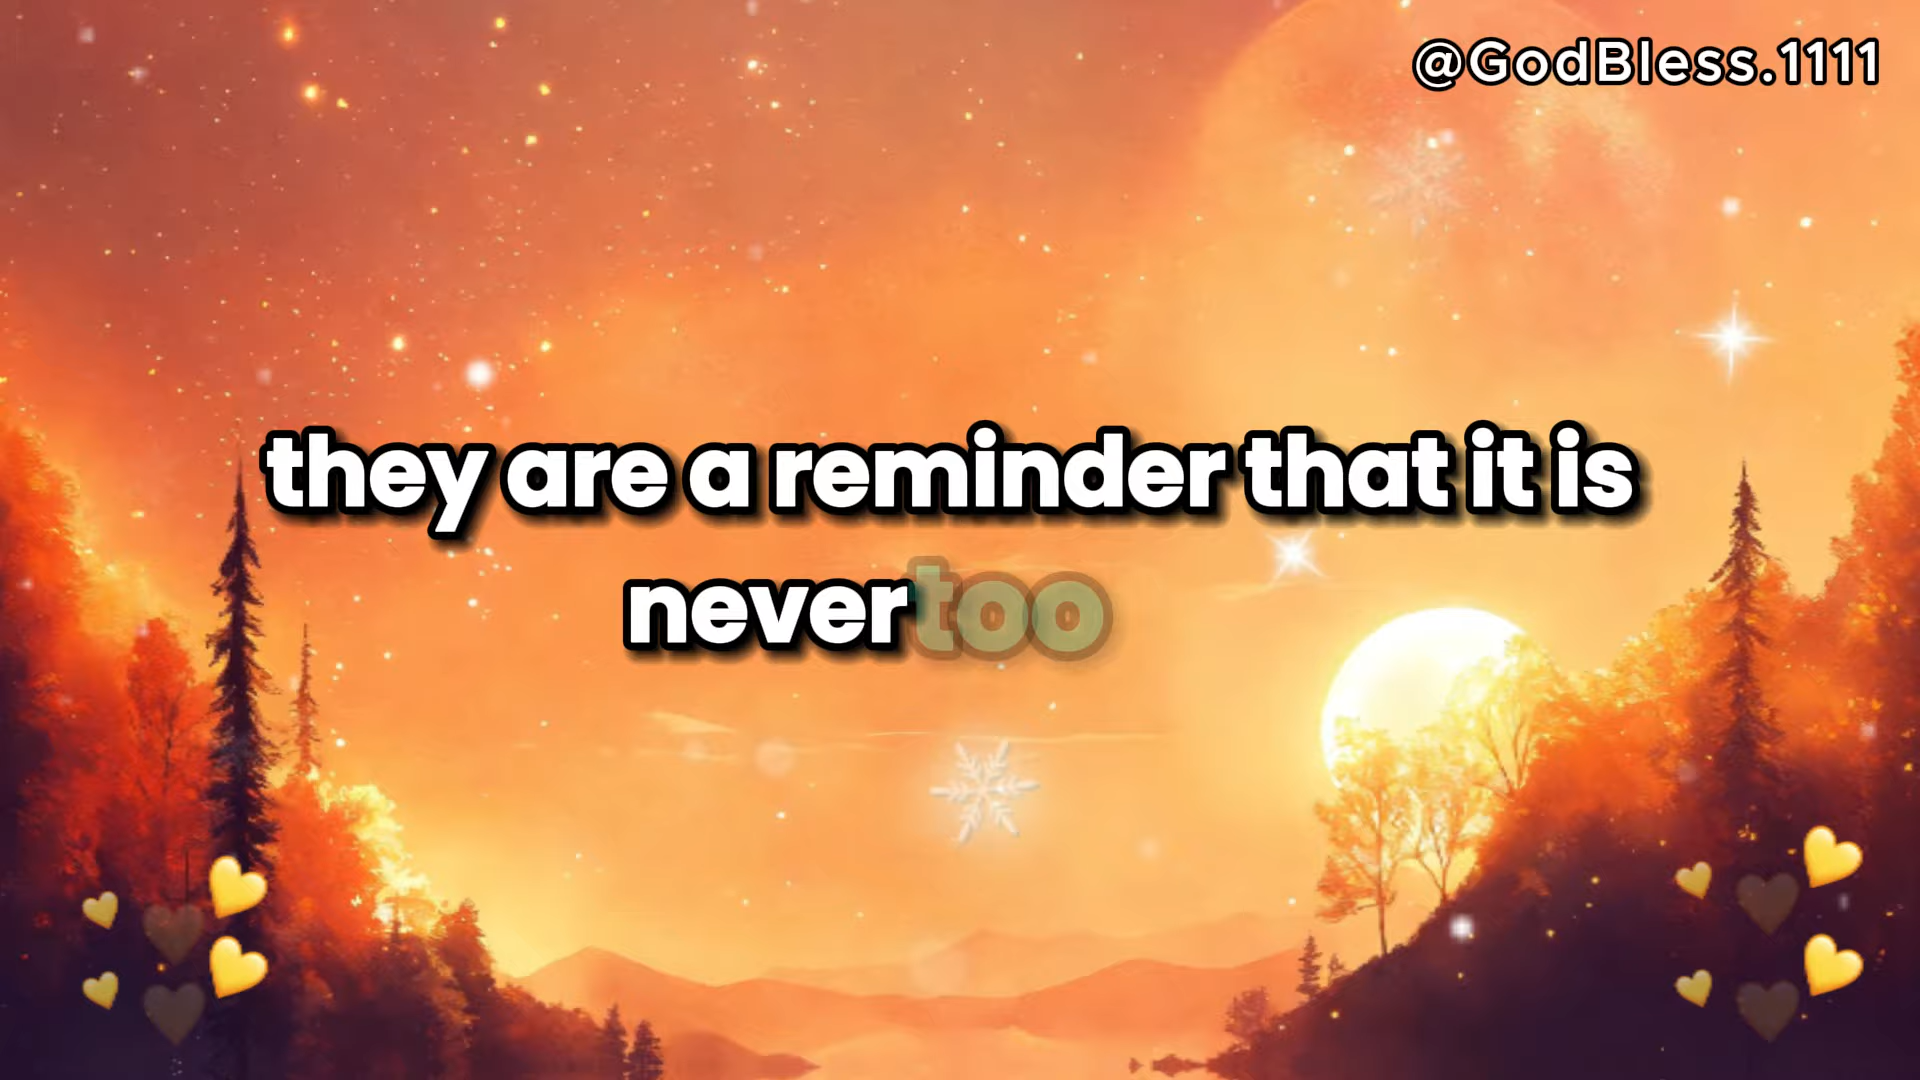 @GodBless.1111
they are a reminder that it is
never too